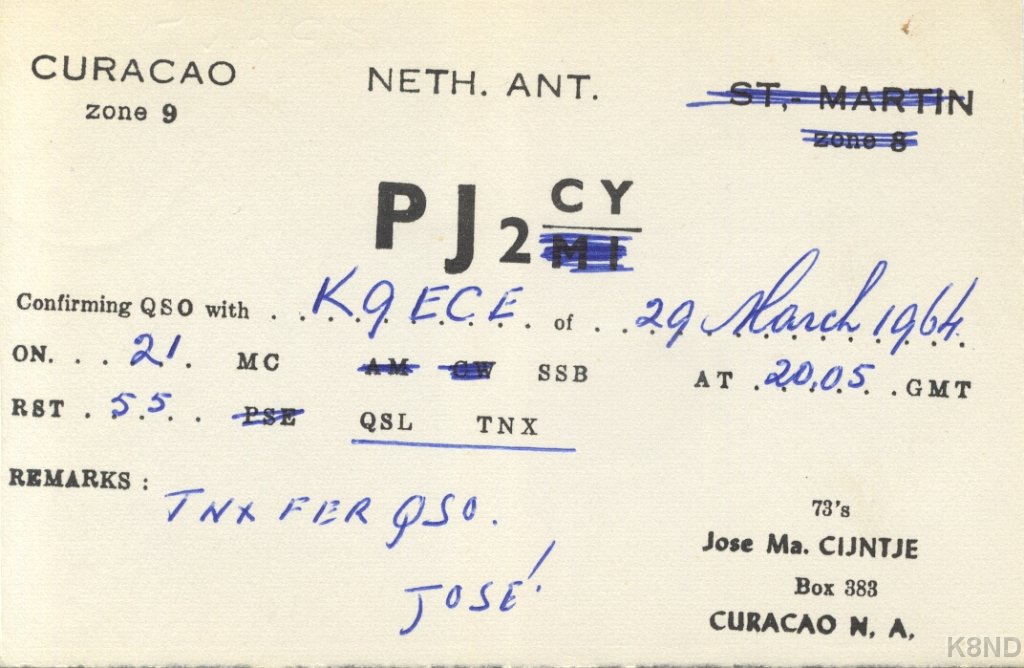 CURACAO NETH. ANT. ST,- MARTIN
zone 9 zone 8
PJ2 CY
MI
Confirming QSO with . . K9ECE . of . . 29 March 1964
ON. . . 21 . MC AM CW SSB AT . 20.05 . . GMT
RST . 5.5 . . PSE QSL TNX
REMARKS :
TNX FER QSO.
JOSÉ!
73's
Jose Ma. CIJNTJE
Box 383
CURACAO N. A.
K8ND